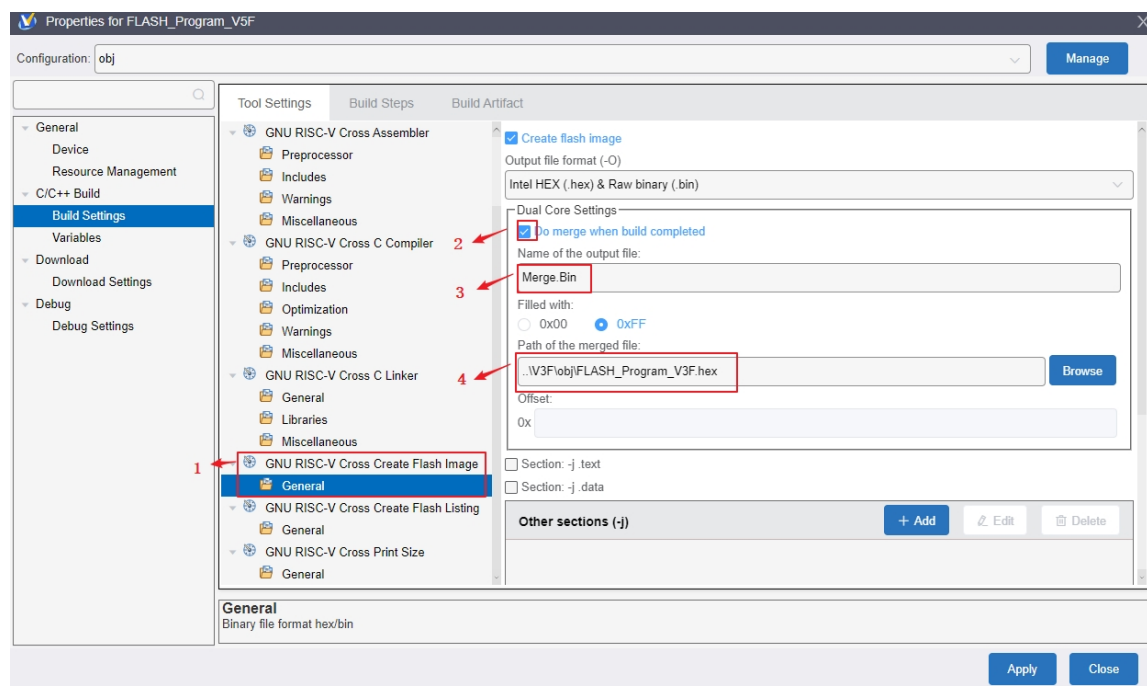 Properties for FLASH_Program_V5F
Configuration: obj
Manage
General
Device
Resource Management
C/C++ Build
Build Settings
Variables
Download
Download Settings
Debug
Debug Settings
Tool Settings Build Steps Build Artifact
GNU RISC-V Cross Assembler
Preprocessor
Includes
Warnings
Miscellaneous
GNU RISC-V Cross C Compiler
Preprocessor
Includes
Optimization
Warnings
Miscellaneous
GNU RISC-V Cross C Linker
General
Libraries
Miscellaneous
1
GNU RISC-V Cross Create Flash Image
General
GNU RISC-V Cross Create Flash Listing
General
GNU RISC-V Cross Print Size
General
Create flash image
Output file format (-O)
Intel HEX (.hex) & Raw binary (.bin)
Dual Core Settings
2
Do merge when build completed
Name of the output file:
3
Merge.Bin
Filled with:
0x00 0xFF
Path of the merged file:
4
..\V3F\obj\FLASH_Program_V3F.hex
Browse
Offset:
0x
Section: -j .text
Section: -j .data
Other sections (-j)
+ Add Edit Delete
General
Binary file format hex/bin
Apply Close